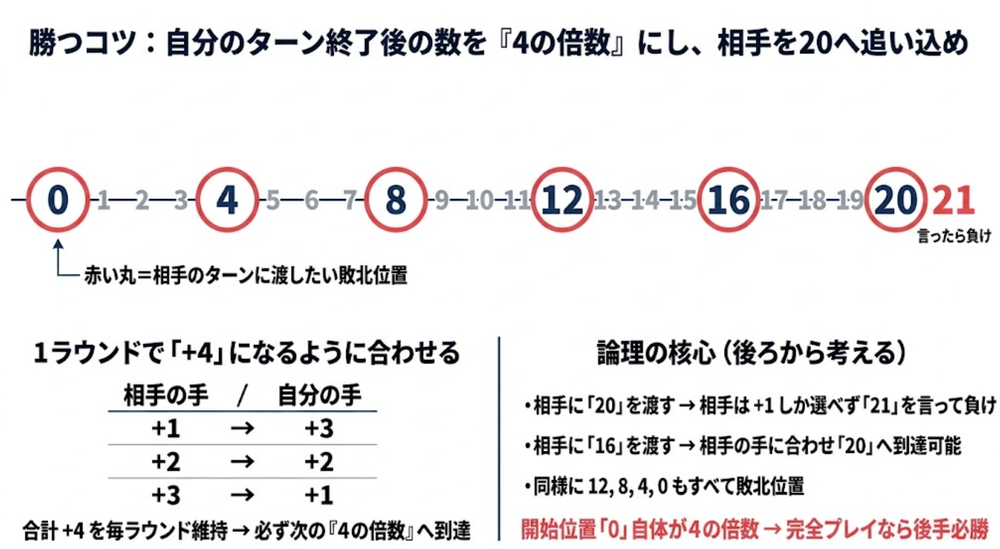 勝つコツ：自分のターン終了後の数を『4の倍数』にし、相手を20へ追い込め
0 1 2 3 4 5 6 7 8 9 10 11 12 13 14 15 16 17 18 19 20 21
言ったら負け
赤い丸＝相手のターンに渡したい敗北位置
1ラウンドで「+4」になるように合わせる
相手の手 / 自分の手
+1 → +3
+2 → +2
+3 → +1
合計 +4 を毎ラウンド維持 → 必ず次の『4の倍数』へ到達
論理の核心（後ろから考える）
・相手に「20」を渡す → 相手は +1 しか選べず「21」を言って負け
・相手に「16」を渡す → 相手の手に合わせ「20」へ到達可能
・同様に 12, 8, 4, 0 もすべて敗北位置
開始位置「0」自体が4の倍数 → 完全プレイなら後手必勝